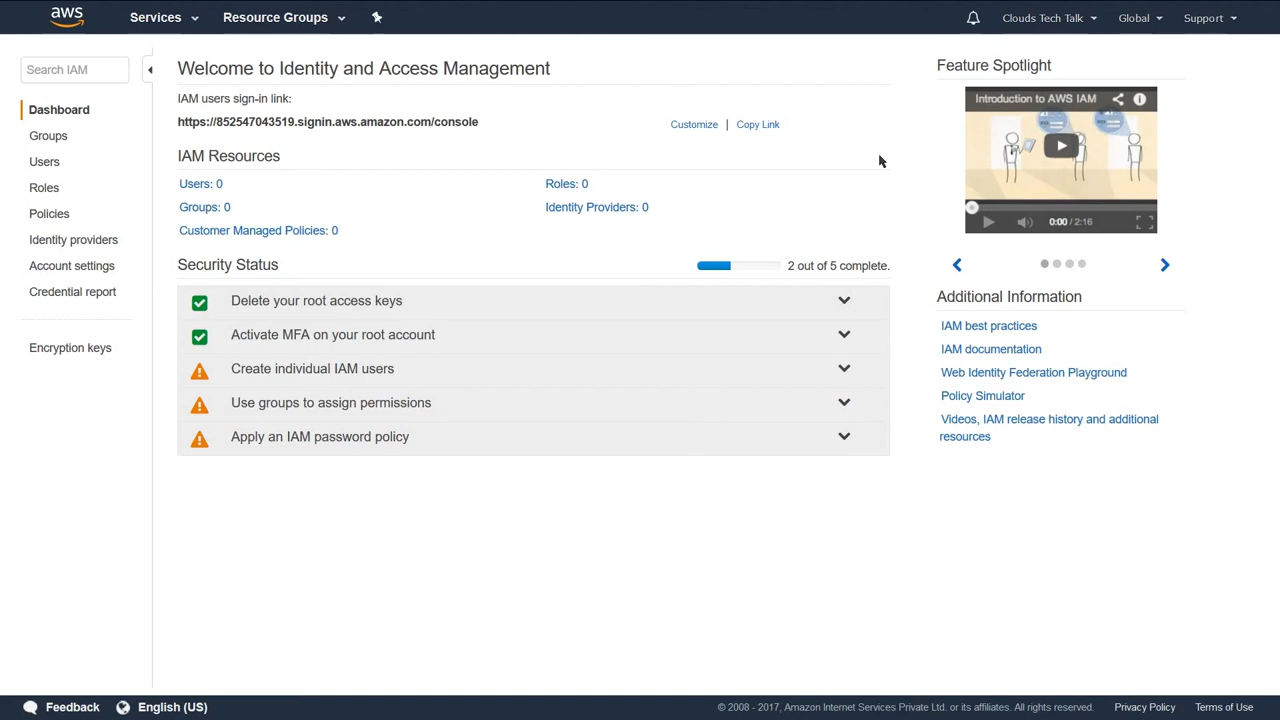 aws
Services
Resource Groups
Clouds Tech Talk
Global
Support
Search IAM
Dashboard
Groups
Users
Roles
Policies
Identity providers
Account settings
Credential report
Encryption keys
Welcome to Identity and Access Management
IAM users sign-in link:
https://852547043519.signin.aws.amazon.com/console
Customize | Copy Link
IAM Resources
Users: 0
Roles: 0
Groups: 0
Identity Providers: 0
Customer Managed Policies: 0
Security Status
2 out of 5 complete.
Delete your root access keys
Activate MFA on your root account
Create individual IAM users
Use groups to assign permissions
Apply an IAM password policy
Feature Spotlight
Introduction to AWS IAM
0:00 / 2:16
Additional Information
IAM best practices
IAM documentation
Web Identity Federation Playground
Policy Simulator
Videos, IAM release history and additional
resources
Feedback
English (US)
© 2008 - 2017, Amazon Internet Services Private Ltd. or its affiliates. All rights reserved.
Privacy Policy
Terms of Use